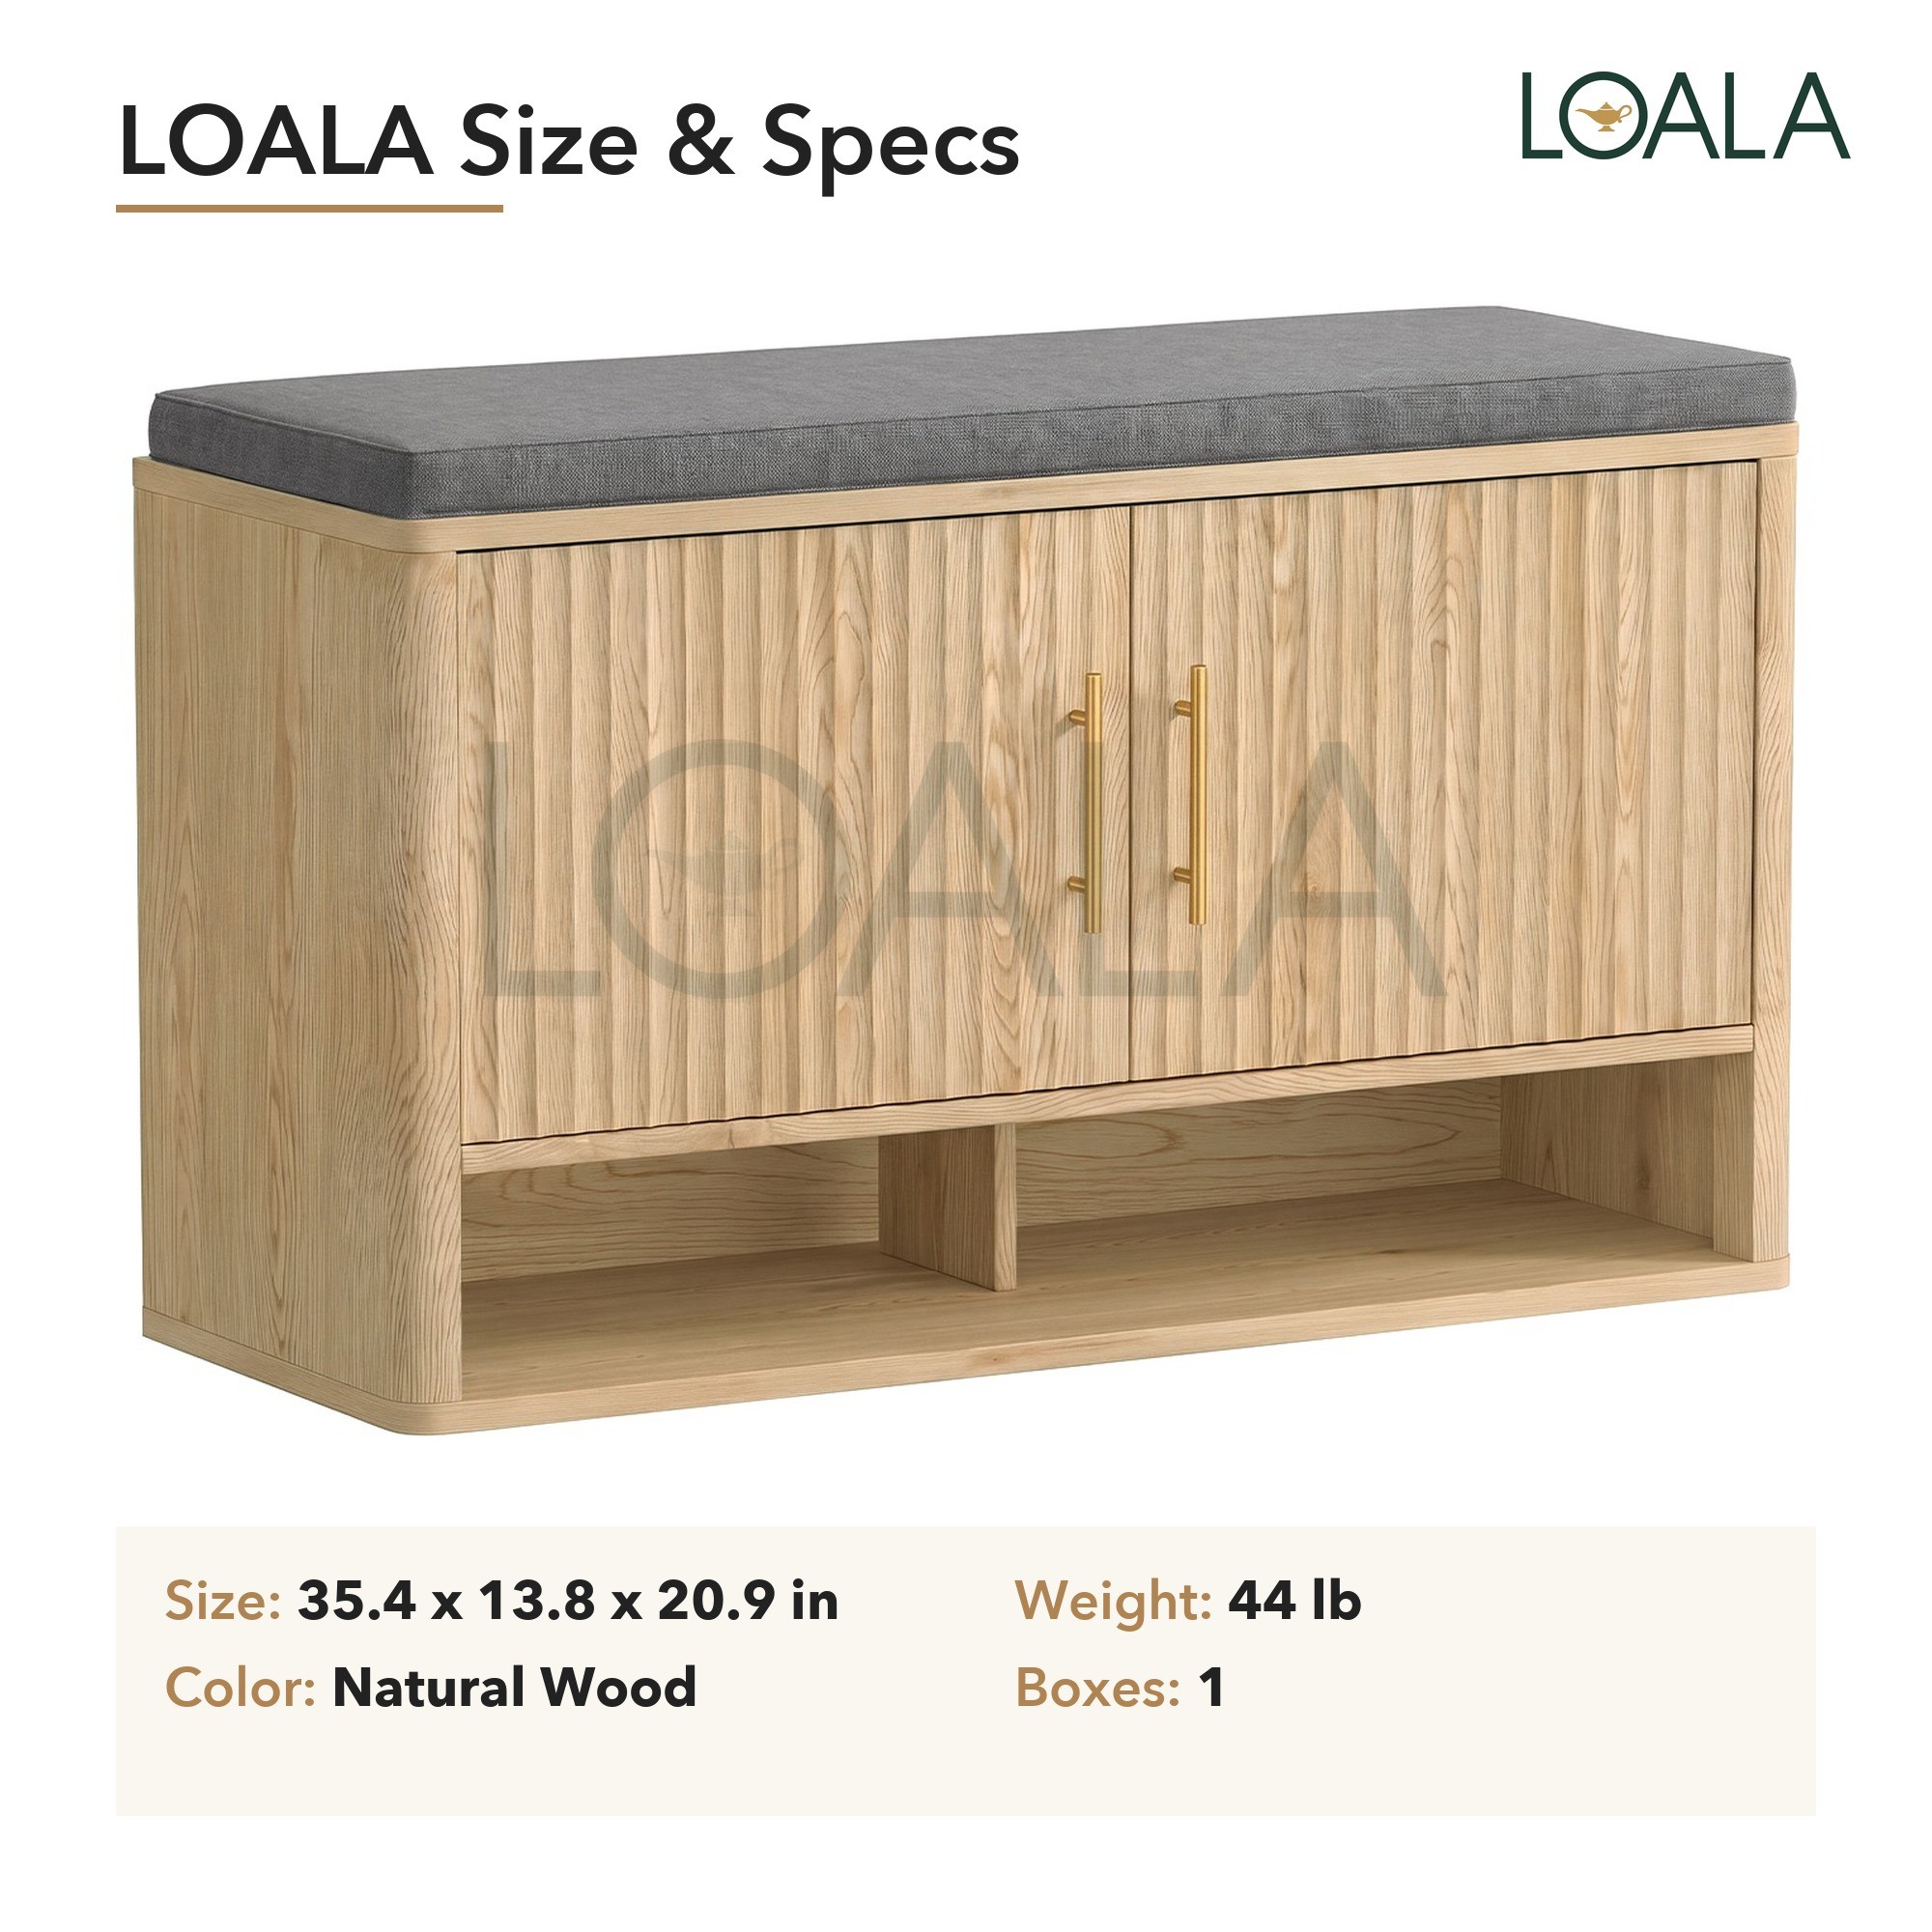 LOALA Size & Specs
LOALA
LOALA
Size: 35.4 x 13.8 x 20.9 in
Weight: 44 lb
Color: Natural Wood
Boxes: 1